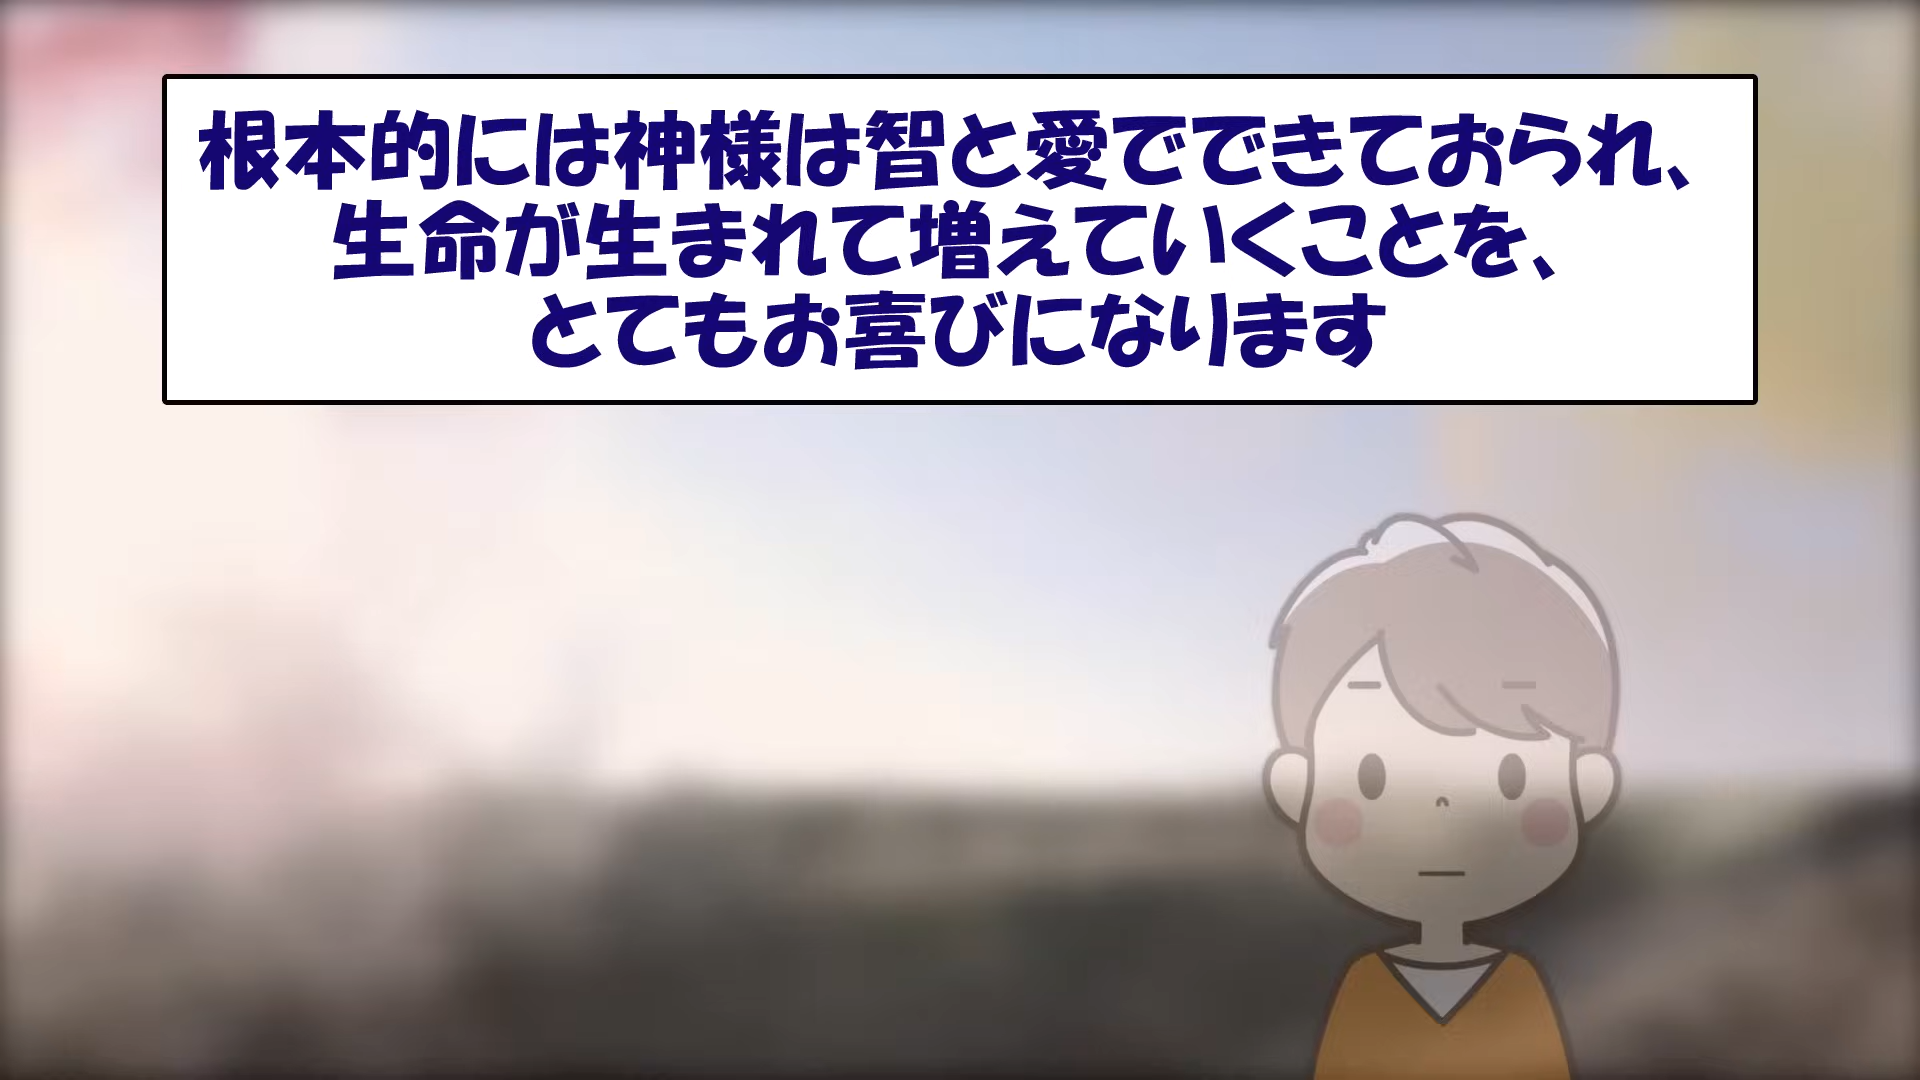 根本的には神様は智と愛でできておられ、
生命が生まれて増えていくことを、
とてもお喜びになります